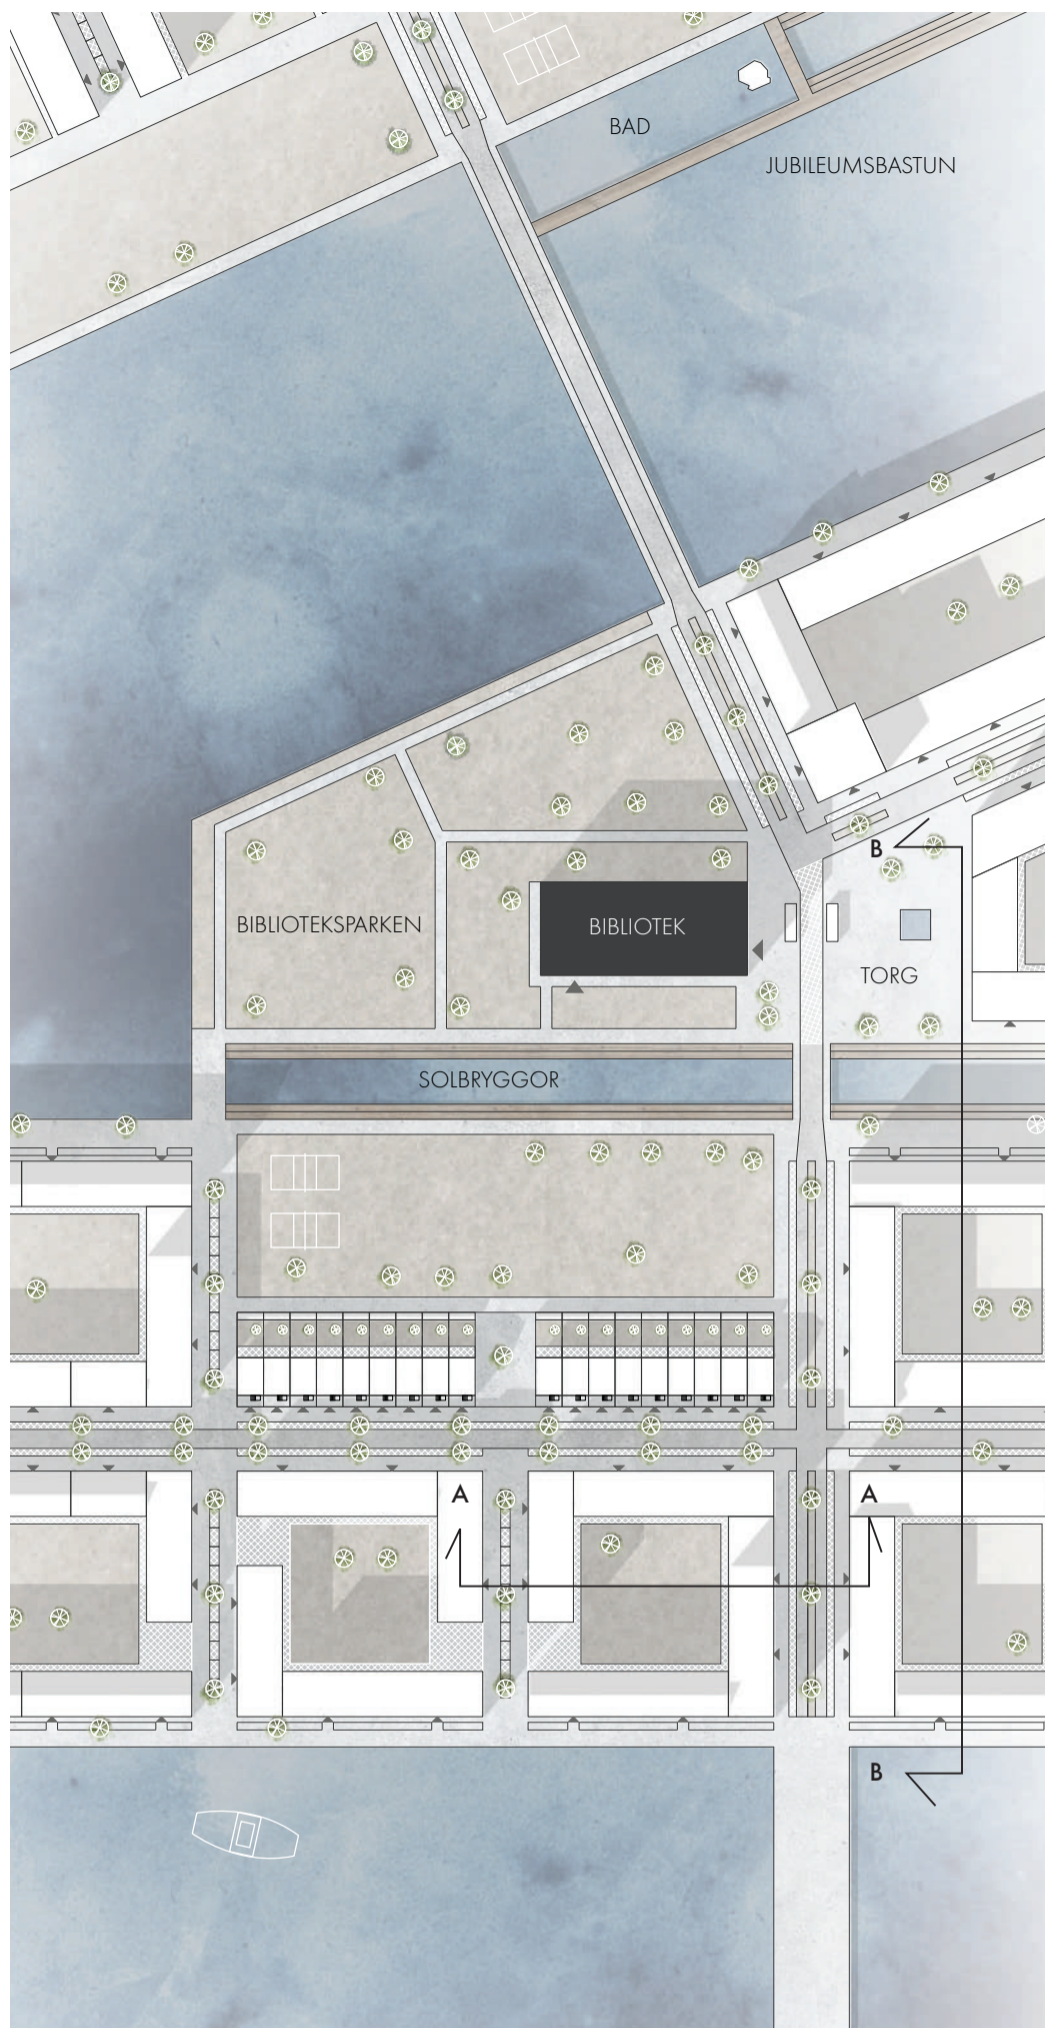 BAD
JUBILEUMSBASTUN
B
BIBLIOTEKSPARKEN
BIBLIOTEK
TORG
SOLBRYGGOR
A
A
B